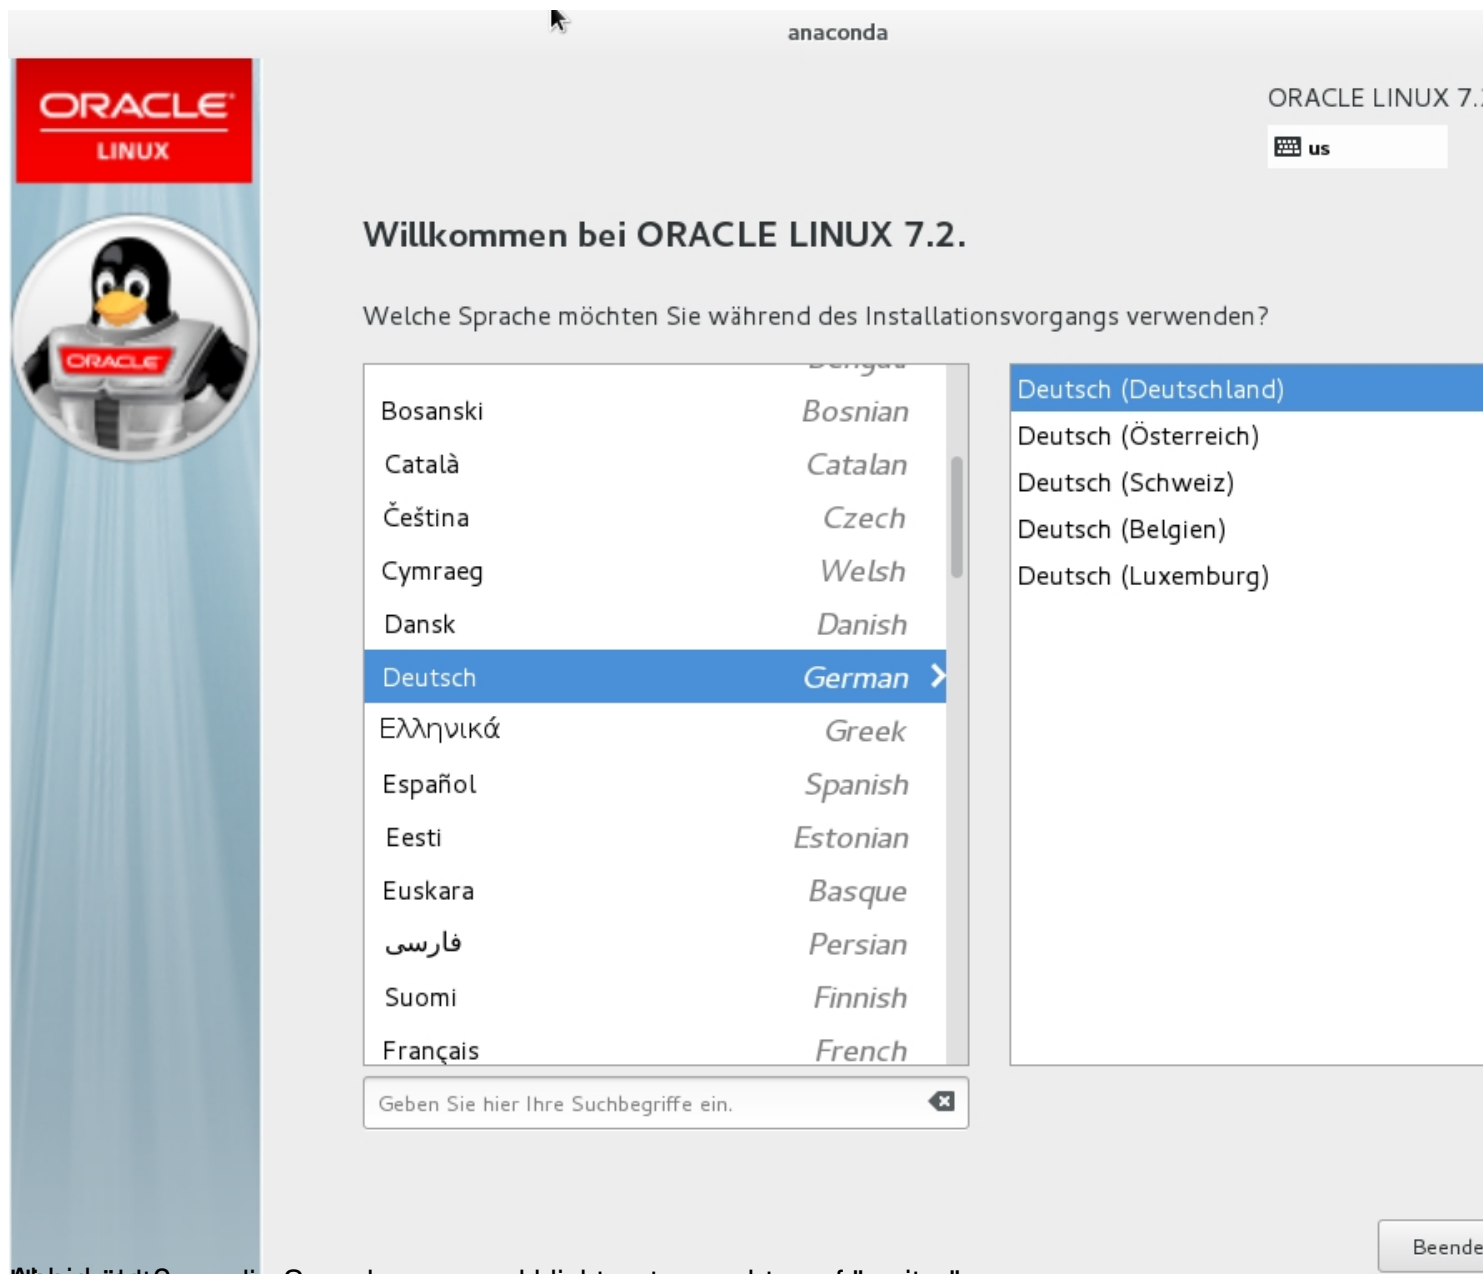 anaconda
ORACLE
LINUX
ORACLE LINUX 7.
us
ORACLE
Willkommen bei ORACLE LINUX 7.2.
Welche Sprache möchten Sie während des Installationsvorgangs verwenden?
Bosanski Bosnian
Català Catalan
Čeština Czech
Cymraeg Welsh
Dansk Danish
Deutsch German
Ελληνικά Greek
Español Spanish
Eesti Estonian
Euskara Basque
فارسی Persian
Suomi Finnish
Français French
Deutsch (Deutschland)
Deutsch (Österreich)
Deutsch (Schweiz)
Deutsch (Belgien)
Deutsch (Luxemburg)
Geben Sie hier Ihre Suchbegriffe ein.
Beende